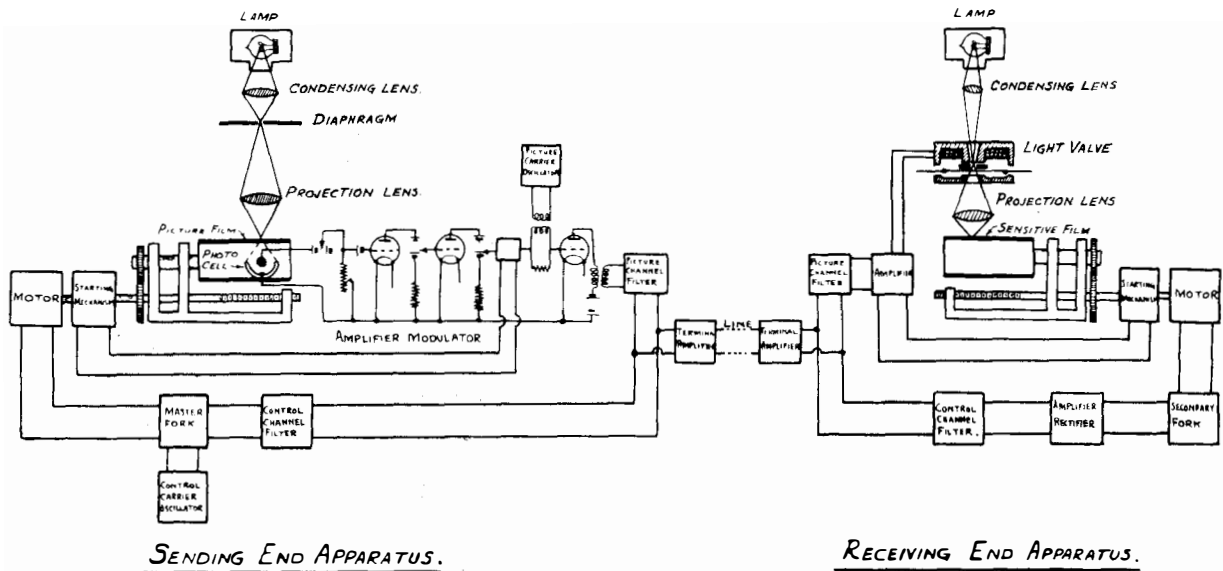 LAMP
CONDENSING LENS.
DIAPHRAGM
PROJECTION LENS.
PICTURE
CARRIER
OSCILLATOR
PICTURE FILM
PHOTO
CELL
MOTOR
STARTING
MECHANISM
AMPLIFIER MODULATOR
PICTURE
CHANNEL
FILTER
TERMINAL
AMPLIFIER
LINE
TERMINAL
AMPLIFIER
MASTER
FORK
CONTROL
CHANNEL
FILTER
CONTROL
CARRIER
OSCILLATOR
SENDING END APPARATUS.
LAMP
CONDENSING LENS
LIGHT VALVE
PROJECTION LENS
SENSITIVE FILM
PICTURE
CHANNEL FILTER
AMPLIFIER
STARTING
MECHANISM
MOTOR
CONTROL
CHANNEL
FILTER.
AMPLIFIER
RECTIFIER
SECONDARY
FORK
RECEIVING END APPARATUS.